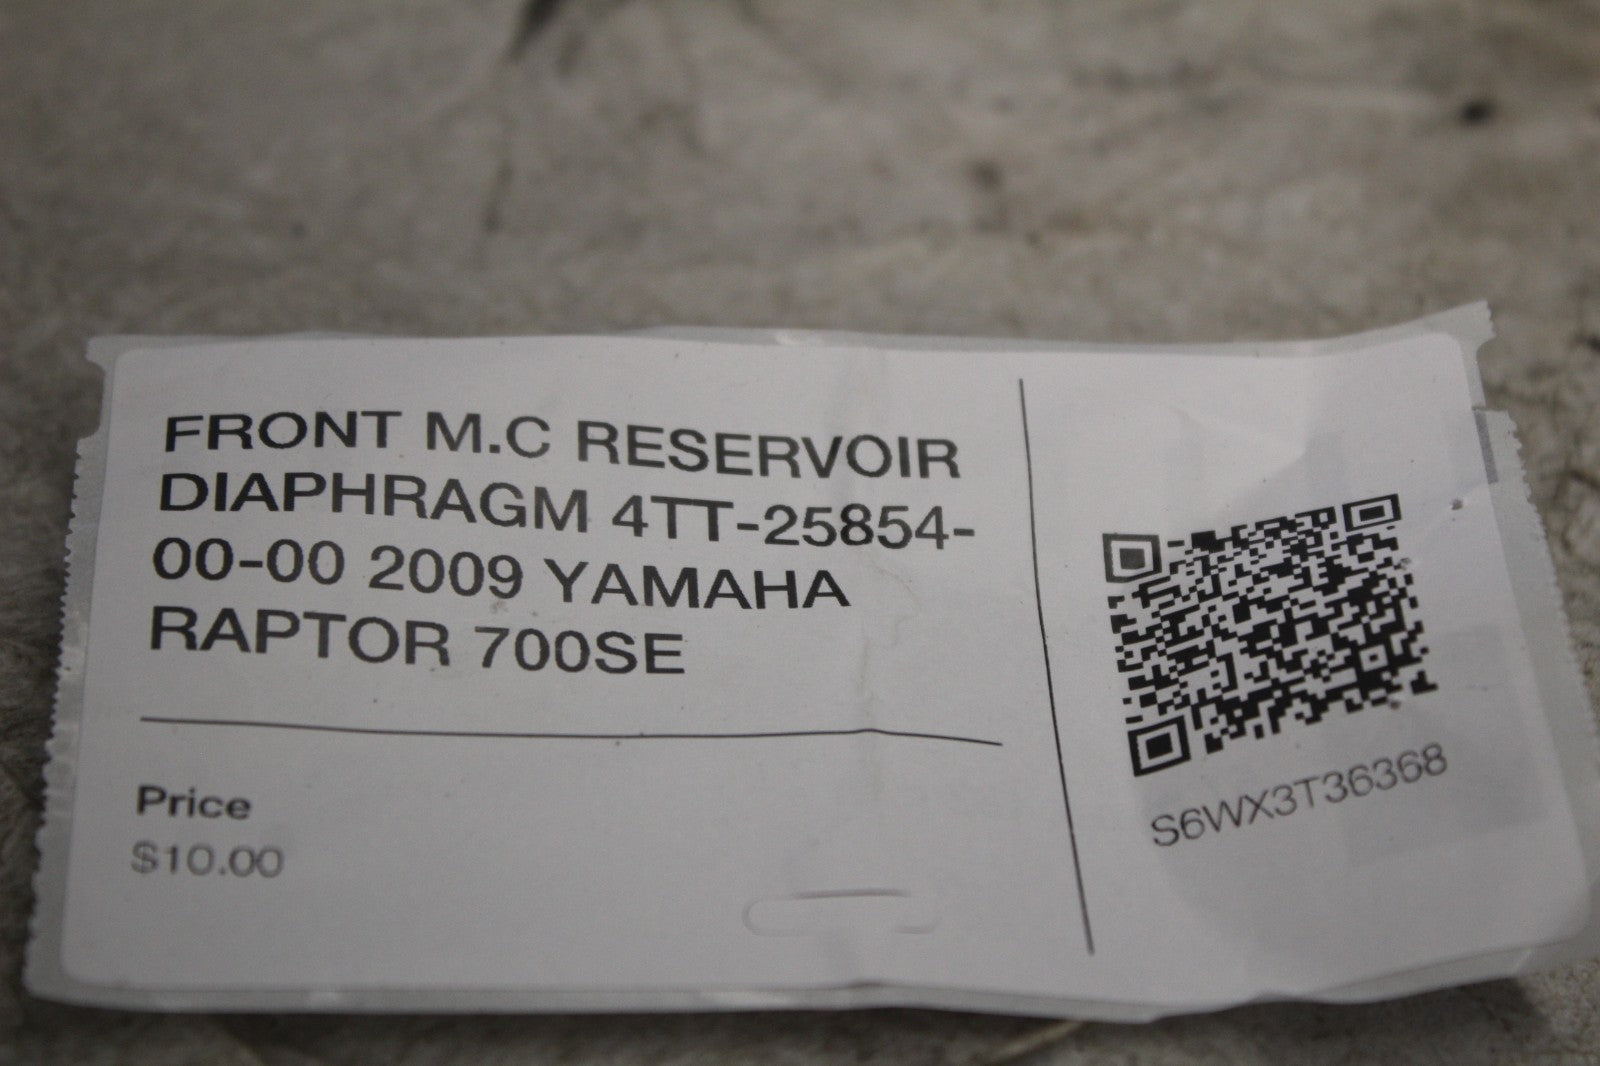 FRONT M.C RESERVOIR
DIAPHRAGM 4TT-25854-
00-00 2009 YAMAHA
RAPTOR 700SE
Price
$10.00
S6WX3T36368